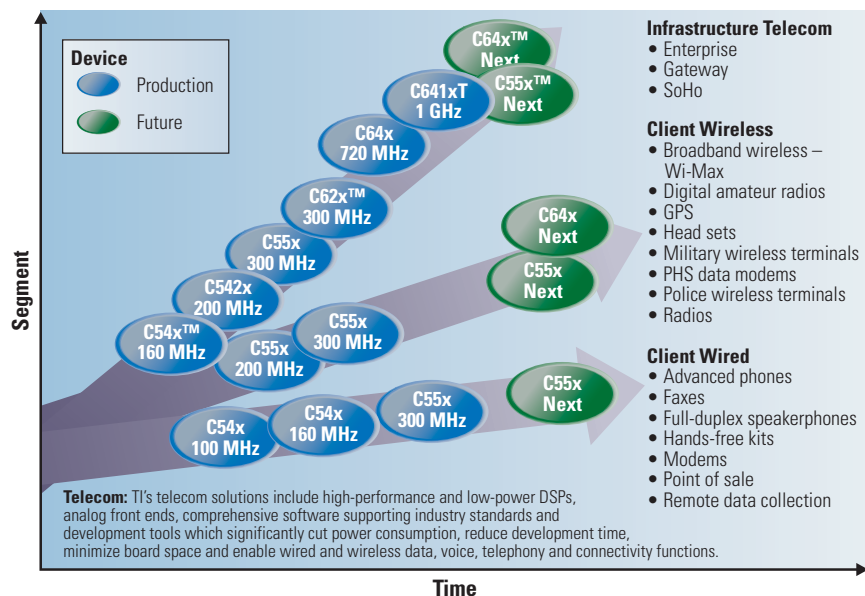 Device
Production
Future
C64x™
Next
C55x™
Next
C641xT
1 GHz
C64x
720 MHz
C62x™
300 MHz
C55x
300 MHz
C542x
200 MHz
C54x™
160 MHz
C55x
200 MHz
C55x
300 MHz
C64x
Next
C55x
Next
C54x
100 MHz
C54x
160 MHz
C55x
300 MHz
C55x
Next
Infrastructure Telecom
• Enterprise
• Gateway
• SoHo
Client Wireless
• Broadband wireless –
Wi-Max
• Digital amateur radios
• GPS
• Head sets
• Military wireless terminals
• PHS data modems
• Police wireless terminals
• Radios
Client Wired
• Advanced phones
• Faxes
• Full-duplex speakerphones
• Hands-free kits
• Modems
• Point of sale
• Remote data collection
Telecom: TI's telecom solutions include high-performance and low-power DSPs,
analog front ends, comprehensive software supporting industry standards and
development tools which significantly cut power consumption, reduce development time,
minimize board space and enable wired and wireless data, voice, telephony and connectivity functions.
Segment
Time